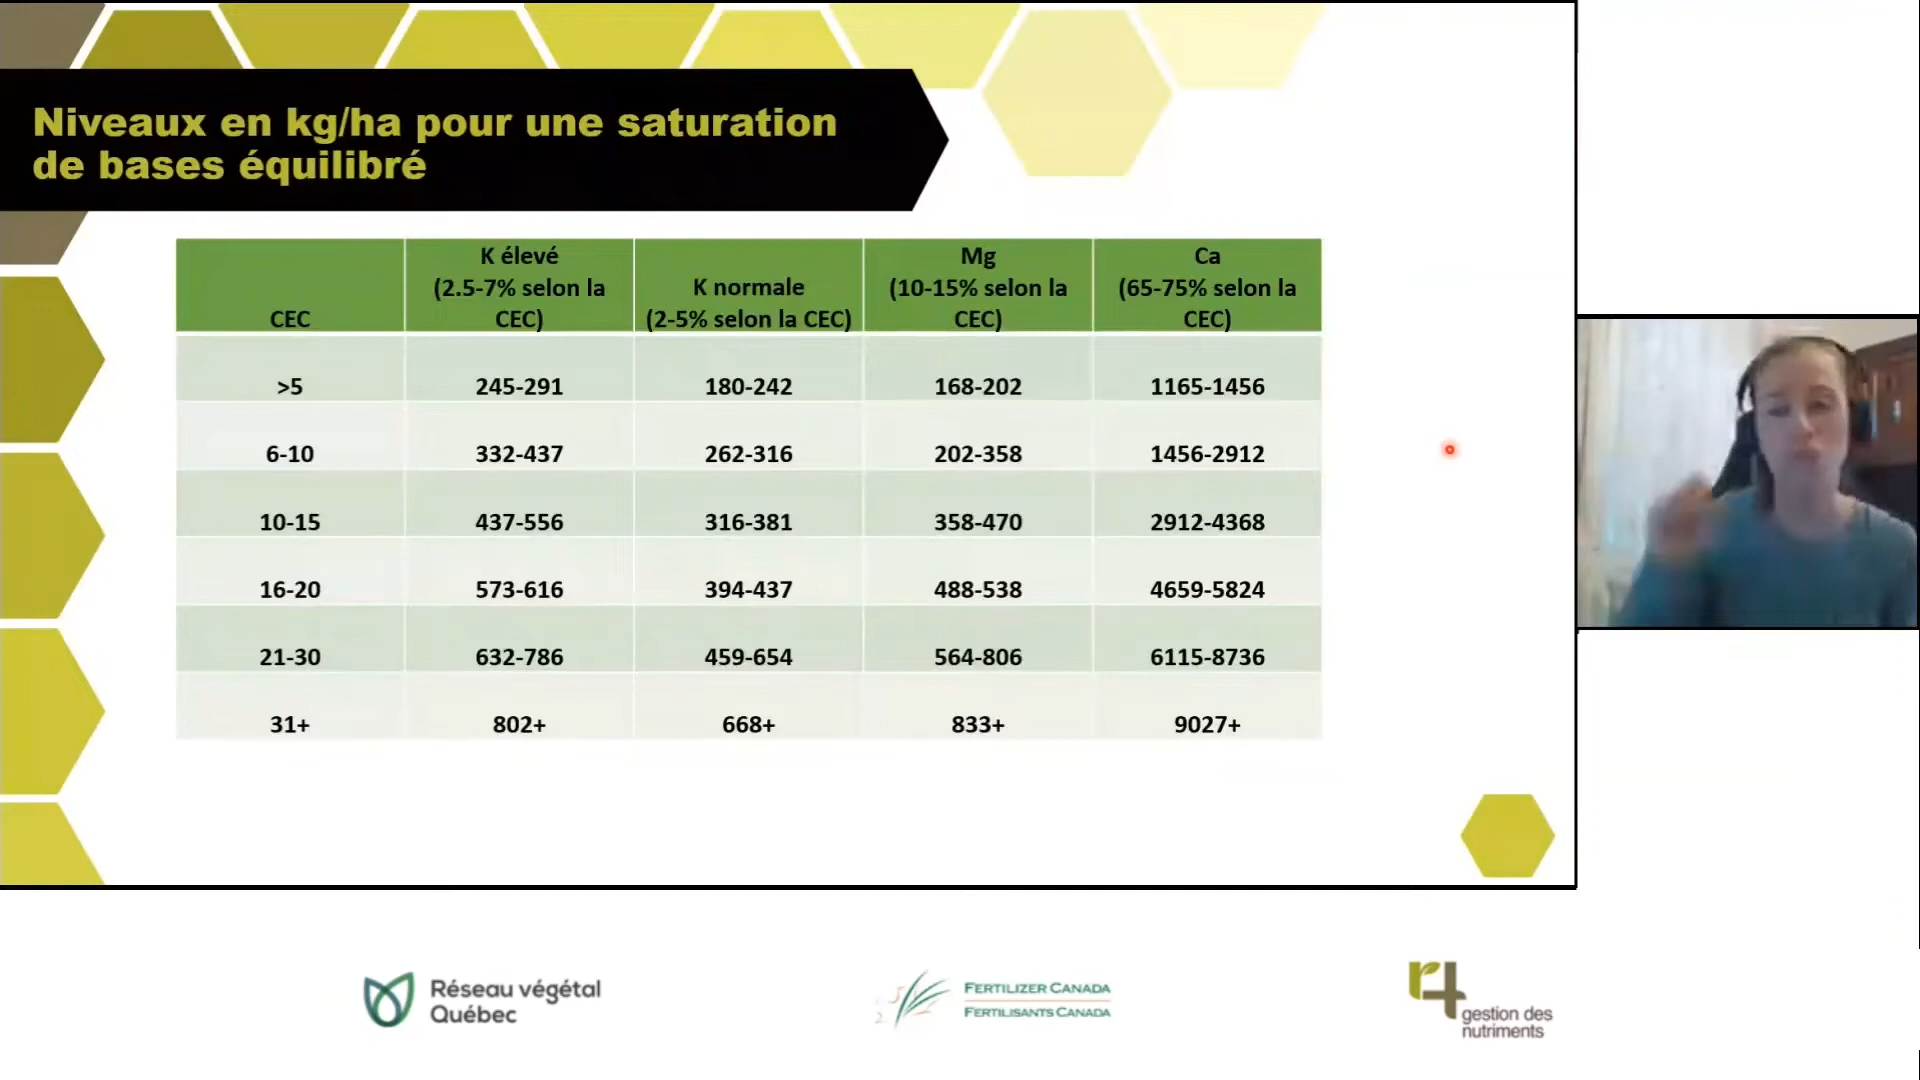 Niveaux en kg/ha pour une saturation
de bases équilibré
CEC
K élevé
(2.5-7% selon la
CEC)
K normale
(2-5% selon la CEC)
Mg
(10-15% selon la
CEC)
Ca
(65-75% selon la
CEC)
>5 245-291 180-242 168-202 1165-1456
6-10 332-437 262-316 202-358 1456-2912
10-15 437-556 316-381 358-470 2912-4368
16-20 573-616 394-437 488-538 4659-5824
21-30 632-786 459-654 564-806 6115-8736
31+ 802+ 668+ 833+ 9027+
Réseau végétal
Québec
FERTILIZER CANADA
FERTILISANTS CANADA
r4
gestion des
nutriments